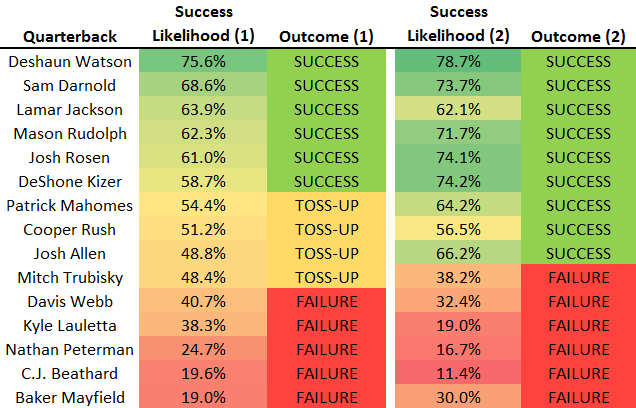 Success Success
Quarterback Likelihood (1) Outcome (1) Likelihood (2) Outcome (2)
Deshaun Watson 75.6% SUCCESS 78.7% SUCCESS
Sam Darnold 68.6% SUCCESS 73.7% SUCCESS
Lamar Jackson 63.9% SUCCESS 62.1% SUCCESS
Mason Rudolph 62.3% SUCCESS 71.7% SUCCESS
Josh Rosen 61.0% SUCCESS 74.1% SUCCESS
DeShone Kizer 58.7% SUCCESS 74.2% SUCCESS
Patrick Mahomes 54.4% TOSS-UP 64.2% SUCCESS
Cooper Rush 51.2% TOSS-UP 56.5% SUCCESS
Josh Allen 48.8% TOSS-UP 66.2% SUCCESS
Mitch Trubisky 48.4% TOSS-UP 38.2% FAILURE
Davis Webb 40.7% FAILURE 32.4% FAILURE
Kyle Lauletta 38.3% FAILURE 19.0% FAILURE
Nathan Peterman 24.7% FAILURE 16.7% FAILURE
C.J. Beathard 19.6% FAILURE 11.4% FAILURE
Baker Mayfield 19.0% FAILURE 30.0% FAILURE